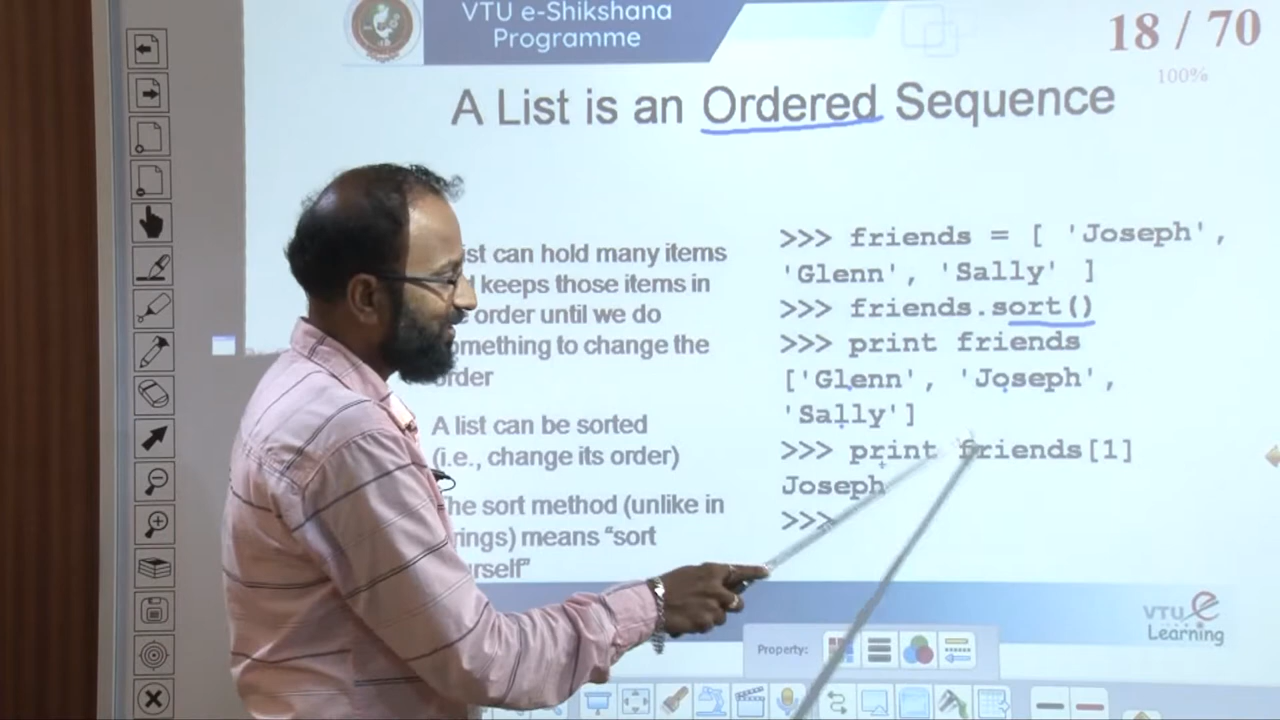 VTU e-Shikshana
Programme
18 / 70
100%
A List is an Ordered Sequence
ist can hold many items
keeps those items in
order until we do
omething to change the
order
A list can be sorted
(i.e., change its order)
he sort method (unlike in
rings) means “sort
urself”
>>> friends = [ 'Joseph',
'Glenn', 'Sally' ]
>>> friends.sort()
>>> print friends
['Glenn', 'Joseph',
'Sally']
>>> print friends[1]
Joseph
>>>
VTU e
Learning
Property: